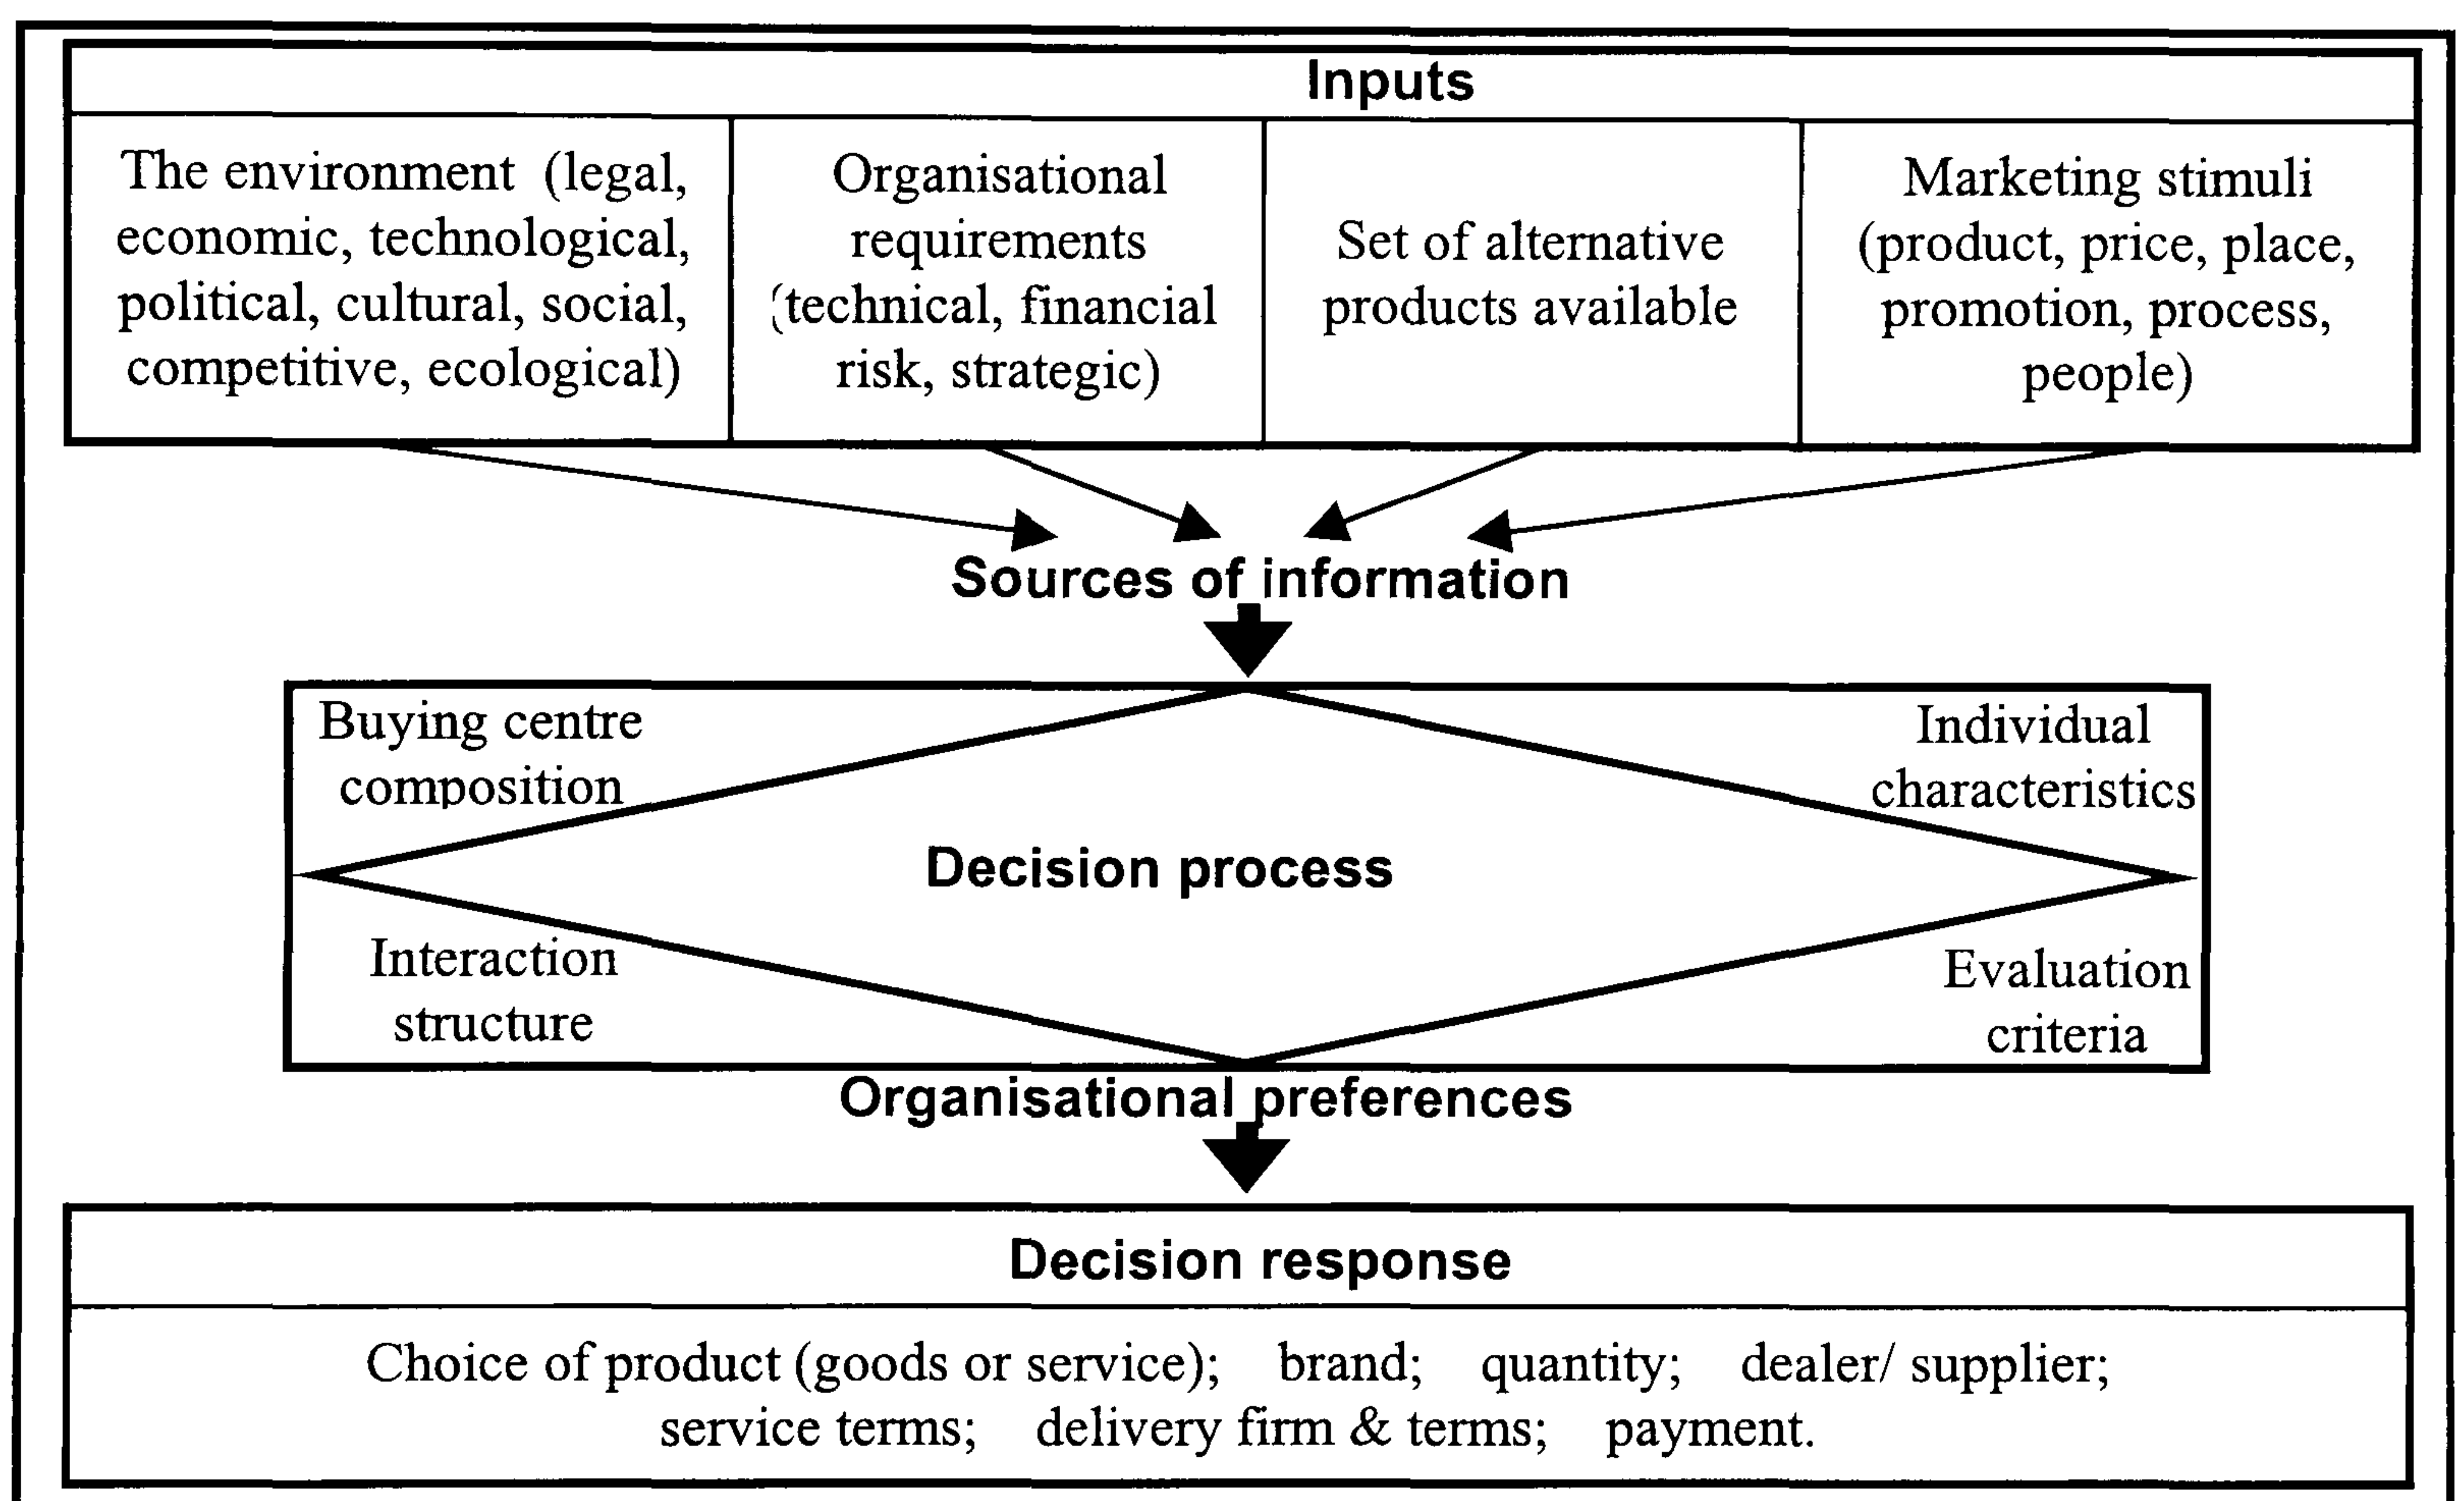 Inputs
The environment (legal,
economic, technological,
political, cultural, social,
competitive, ecological)
Organisational
requirements
(technical, financial
risk, strategic)
Set of alternative
products available
Marketing stimuli
(product, price, place,
promotion, process,
people)
Sources of information
Buying centre
composition
Individual
characteristics
Decision process
Interaction
structure
Evaluation
criteria
Organisational preferences
Decision response
Choice of product (goods or service); brand; quantity; dealer/ supplier;
service terms; delivery firm & terms; payment.